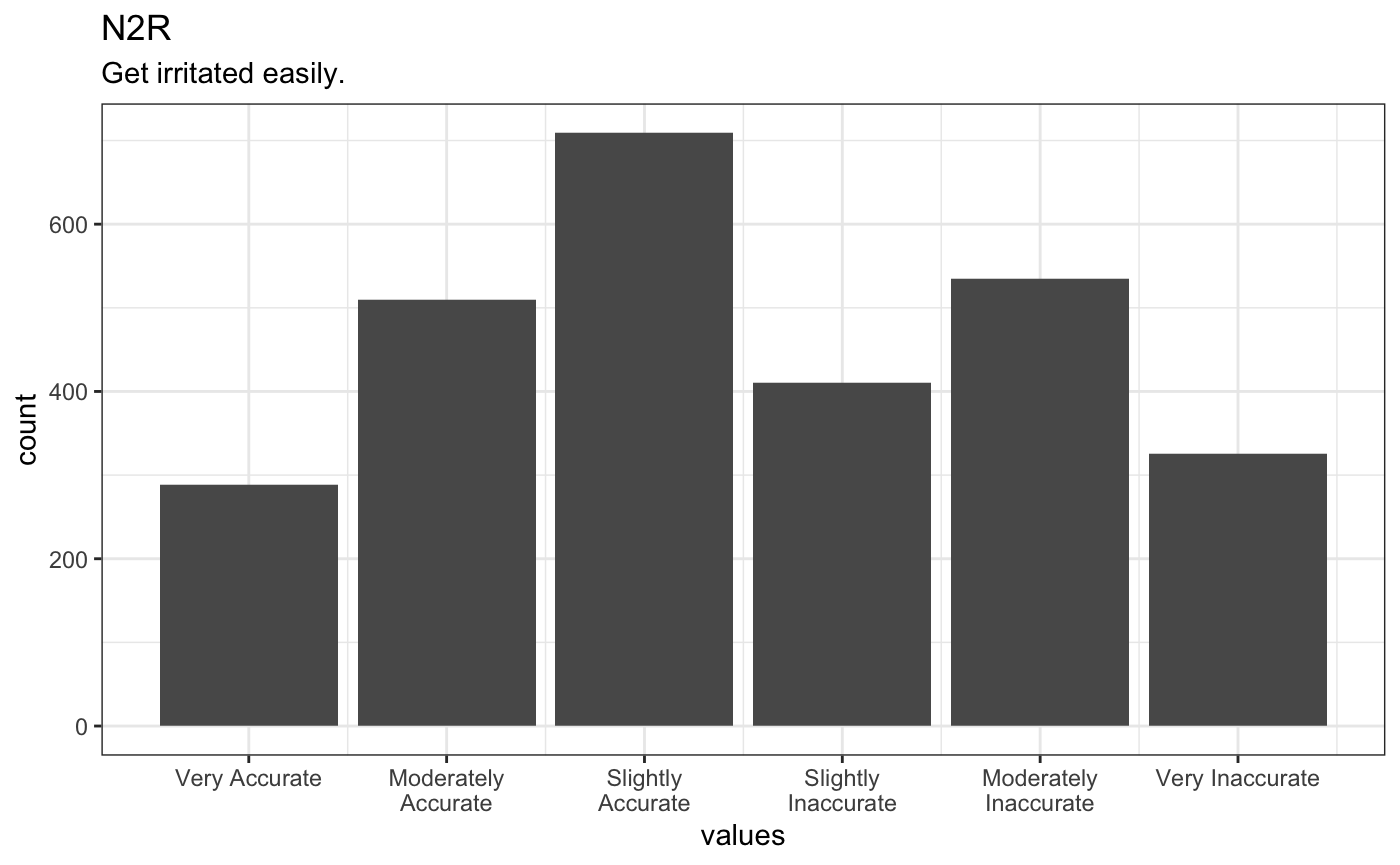 N2R
Get irritated easily.
count
600
400
200
0
Very Accurate
Moderately
Accurate
Slightly
Accurate
Slightly
Inaccurate
Moderately
Inaccurate
Very Inaccurate
values